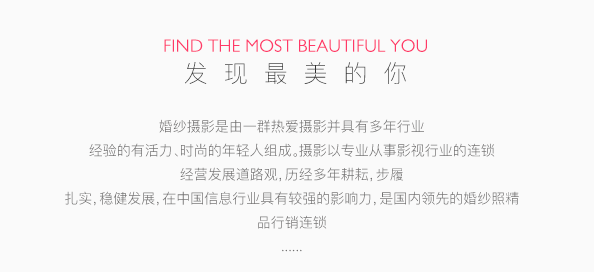 FIND THE MOST BEAUTIFUL YOU
发现最美的你
婚纱摄影是由一群热爱摄影并具有多年行业
经验的有活力、时尚的年轻人组成。摄影以专业从事影视行业的连锁
经营发展道路观，历经多年耕耘，步履
扎实，稳健发展，在中国信息行业具有较强的影响力，是国内领先的婚纱照精
品行销连锁
......